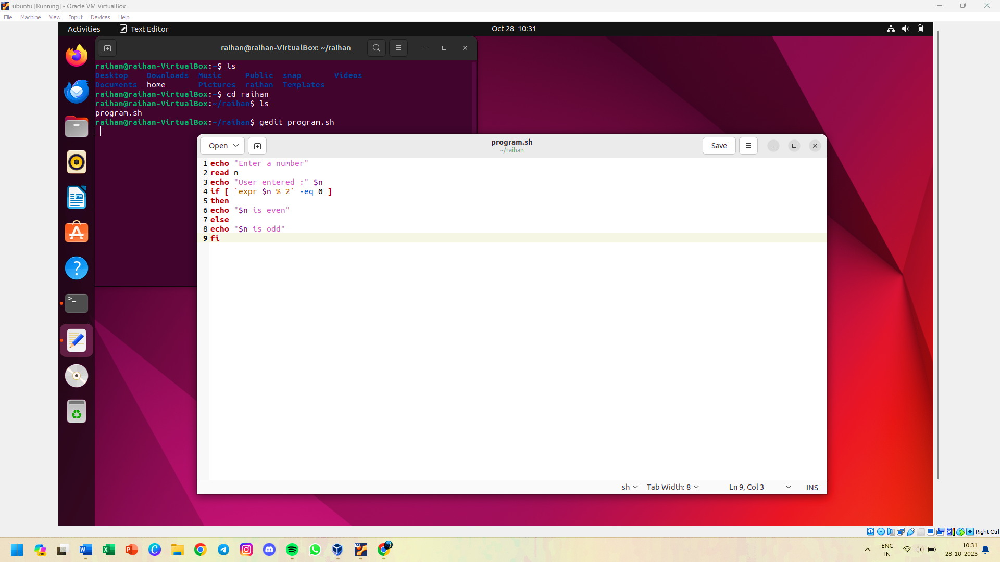 ubuntu [Running] - Oracle VM VirtualBox
File Machine View Input Devices Help
Activities Text Editor Oct 28 10:31
raihan@raihan-VirtualBox: ~/raihan
raihan@raihan-VirtualBox:~$ ls
Desktop Downloads Music Public snap Videos
Documents home Pictures raihan Templates
raihan@raihan-VirtualBox:~$ cd raihan
raihan@raihan-VirtualBox:~/raihan$ ls
program.sh
raihan@raihan-VirtualBox:~/raihan$ gedit program.sh
Open program.sh Save
~/raihan
1 echo "Enter a number"
2 read n
3 echo "User entered :" $n
4 if [ `expr $n % 2` -eq 0 ]
5 then
6 echo "$n is even"
7 else
8 echo "$n is odd"
9 fi
sh Tab Width: 8 Ln 9, Col 3 INS
Right Ctrl
ENG
IN
10:31
28-10-2023